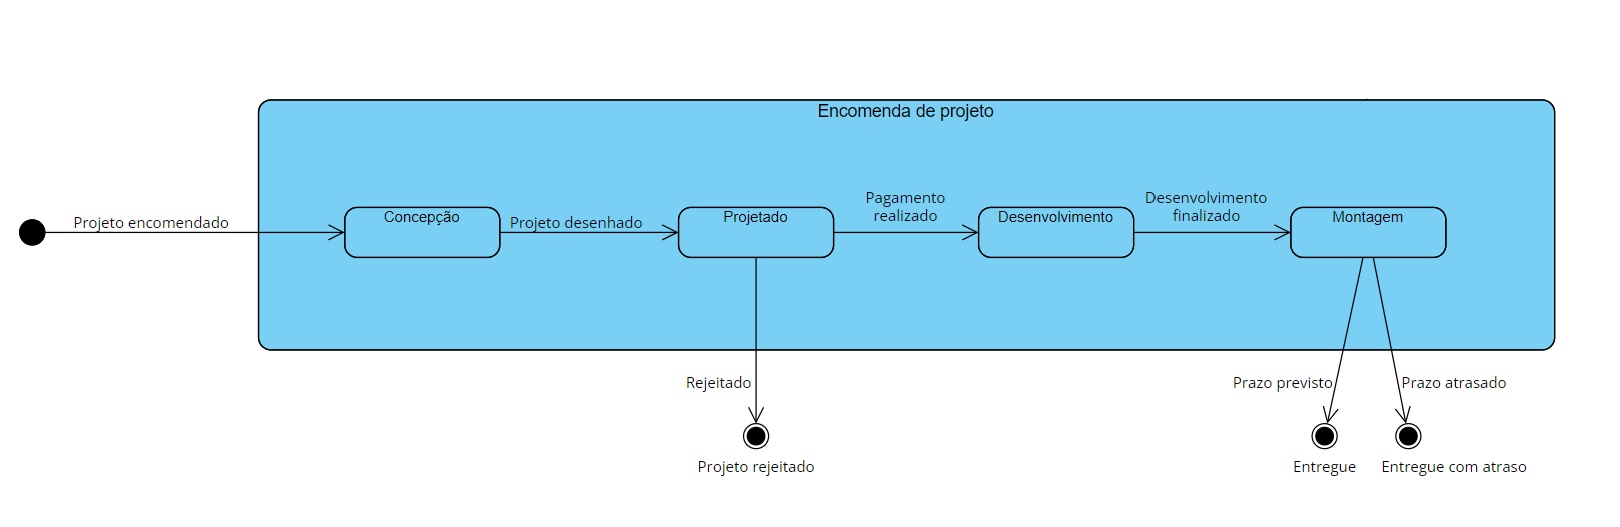 Encomenda de projeto
Projeto encomendado
Concepção
Projeto desenhado
Projetado
Pagamento
realizado
Desenvolvimento
Desenvolvimento
finalizado
Montagem
Rejeitado
Prazo previsto
Prazo atrasado
Projeto rejeitado
Entregue
Entregue com atraso